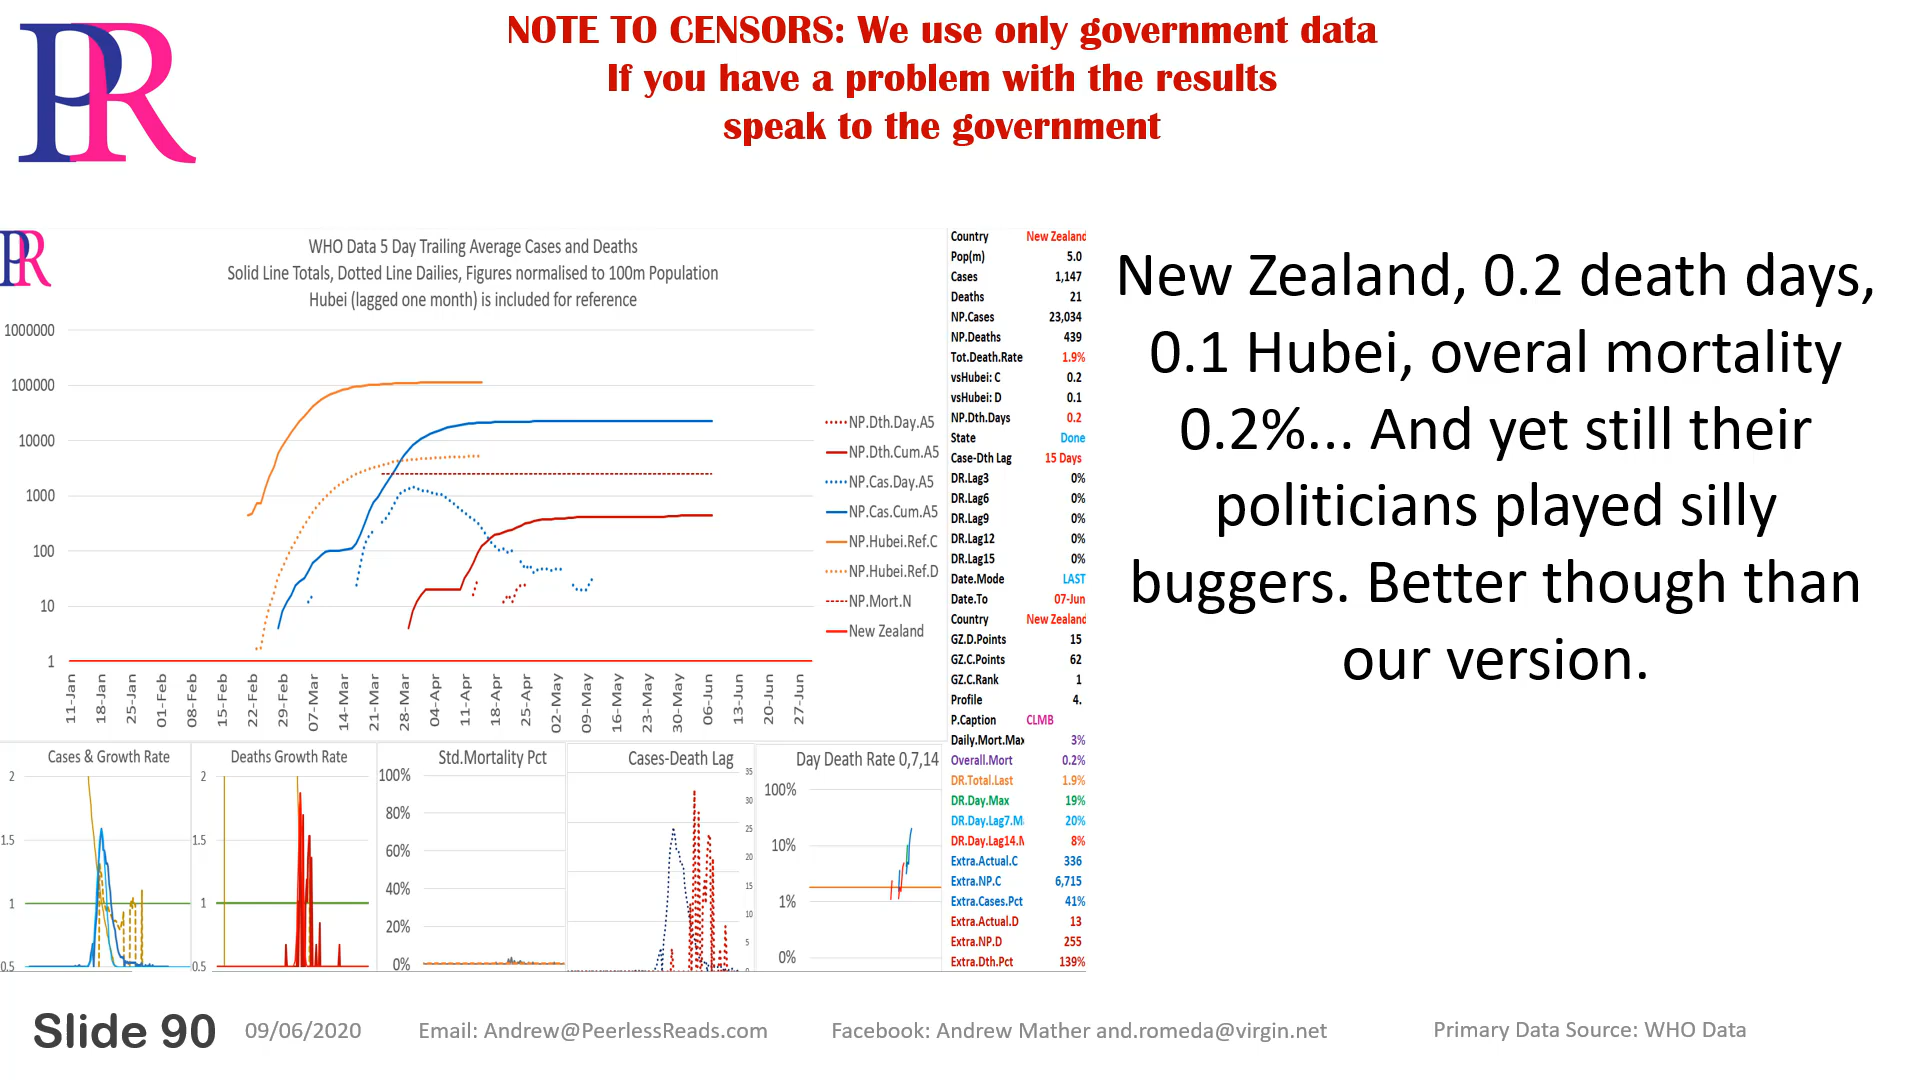 PR
NOTE TO CENSORS: We use only government data
If you have a problem with the results
speak to the government
PR
WHO Data 5 Day Trailing Average Cases and Deaths
Solid Line Totals, Dotted Line Dailies, Figures normalised to 100m Population
Hubei (lagged one month) is included for reference
1000000
100000
10000
1000
100
10
1
11-Jan
18-Jan
25-Jan
01-Feb
08-Feb
15-Feb
22-Feb
29-Feb
07-Mar
14-Mar
21-Mar
28-Mar
04-Apr
11-Apr
18-Apr
25-Apr
02-May
09-May
16-May
23-May
30-May
06-Jun
13-Jun
20-Jun
27-Jun
NP.Dth.Day.A5
NP.Dth.Cum.A5
NP.Cas.Day.A5
NP.Cas.Cum.A5
NP.Hubei.Ref.C
NP.Hubei.Ref.D
NP.Mort.N
New Zealand
Country New Zealand
Pop(m) 5.0
Cases 1,147
Deaths 21
NP.Cases 23,034
NP.Deaths 439
Tot.Death.Rate 1.9%
vsHubei: C 0.2
vsHubei: D 0.1
NP.Dth.Days 0.2
State Done
Case-Dth Lag 15 Days
DR.Lag3 0%
DR.Lag6 0%
DR.Lag9 0%
DR.Lag12 0%
DR.Lag15 0%
Date.Mode LAST
Date.To 07-Jun
Country New Zealand
GZ.D.Points 15
GZ.C.Points 62
GZ.C.Rank 1
Profile 4.
P.Caption CLMB
Daily.Mort.Max 3%
Overall.Mort 0.2%
DR.Total.Last 1.9%
DR.Day.Max 19%
DR.Day.Lag7.M 20%
DR.Day.Lag14.M 8%
Extra.Actual.C 336
Extra.NP.C 6,715
Extra.Cases.Pct 41%
Extra.Actual.D 13
Extra.NP.D 255
Extra.Dth.Pct 139%
New Zealand, 0.2 death days,
0.1 Hubei, overal mortality
0.2%... And yet still their
politicians played silly
buggers. Better though than
our version.
Cases & Growth Rate
2
1.5
1
0.5
Deaths Growth Rate
2
1.5
1
0.5
Std.Mortality Pct
100%
80%
60%
40%
20%
0%
Cases-Death Lag
35
30
25
20
15
10
5
0
Day Death Rate 0,7,14
100%
10%
1%
0%
Slide 90
09/06/2020
Email: Andrew@PeerlessReads.com
Facebook: Andrew Mather and.romeda@virgin.net
Primary Data Source: WHO Data